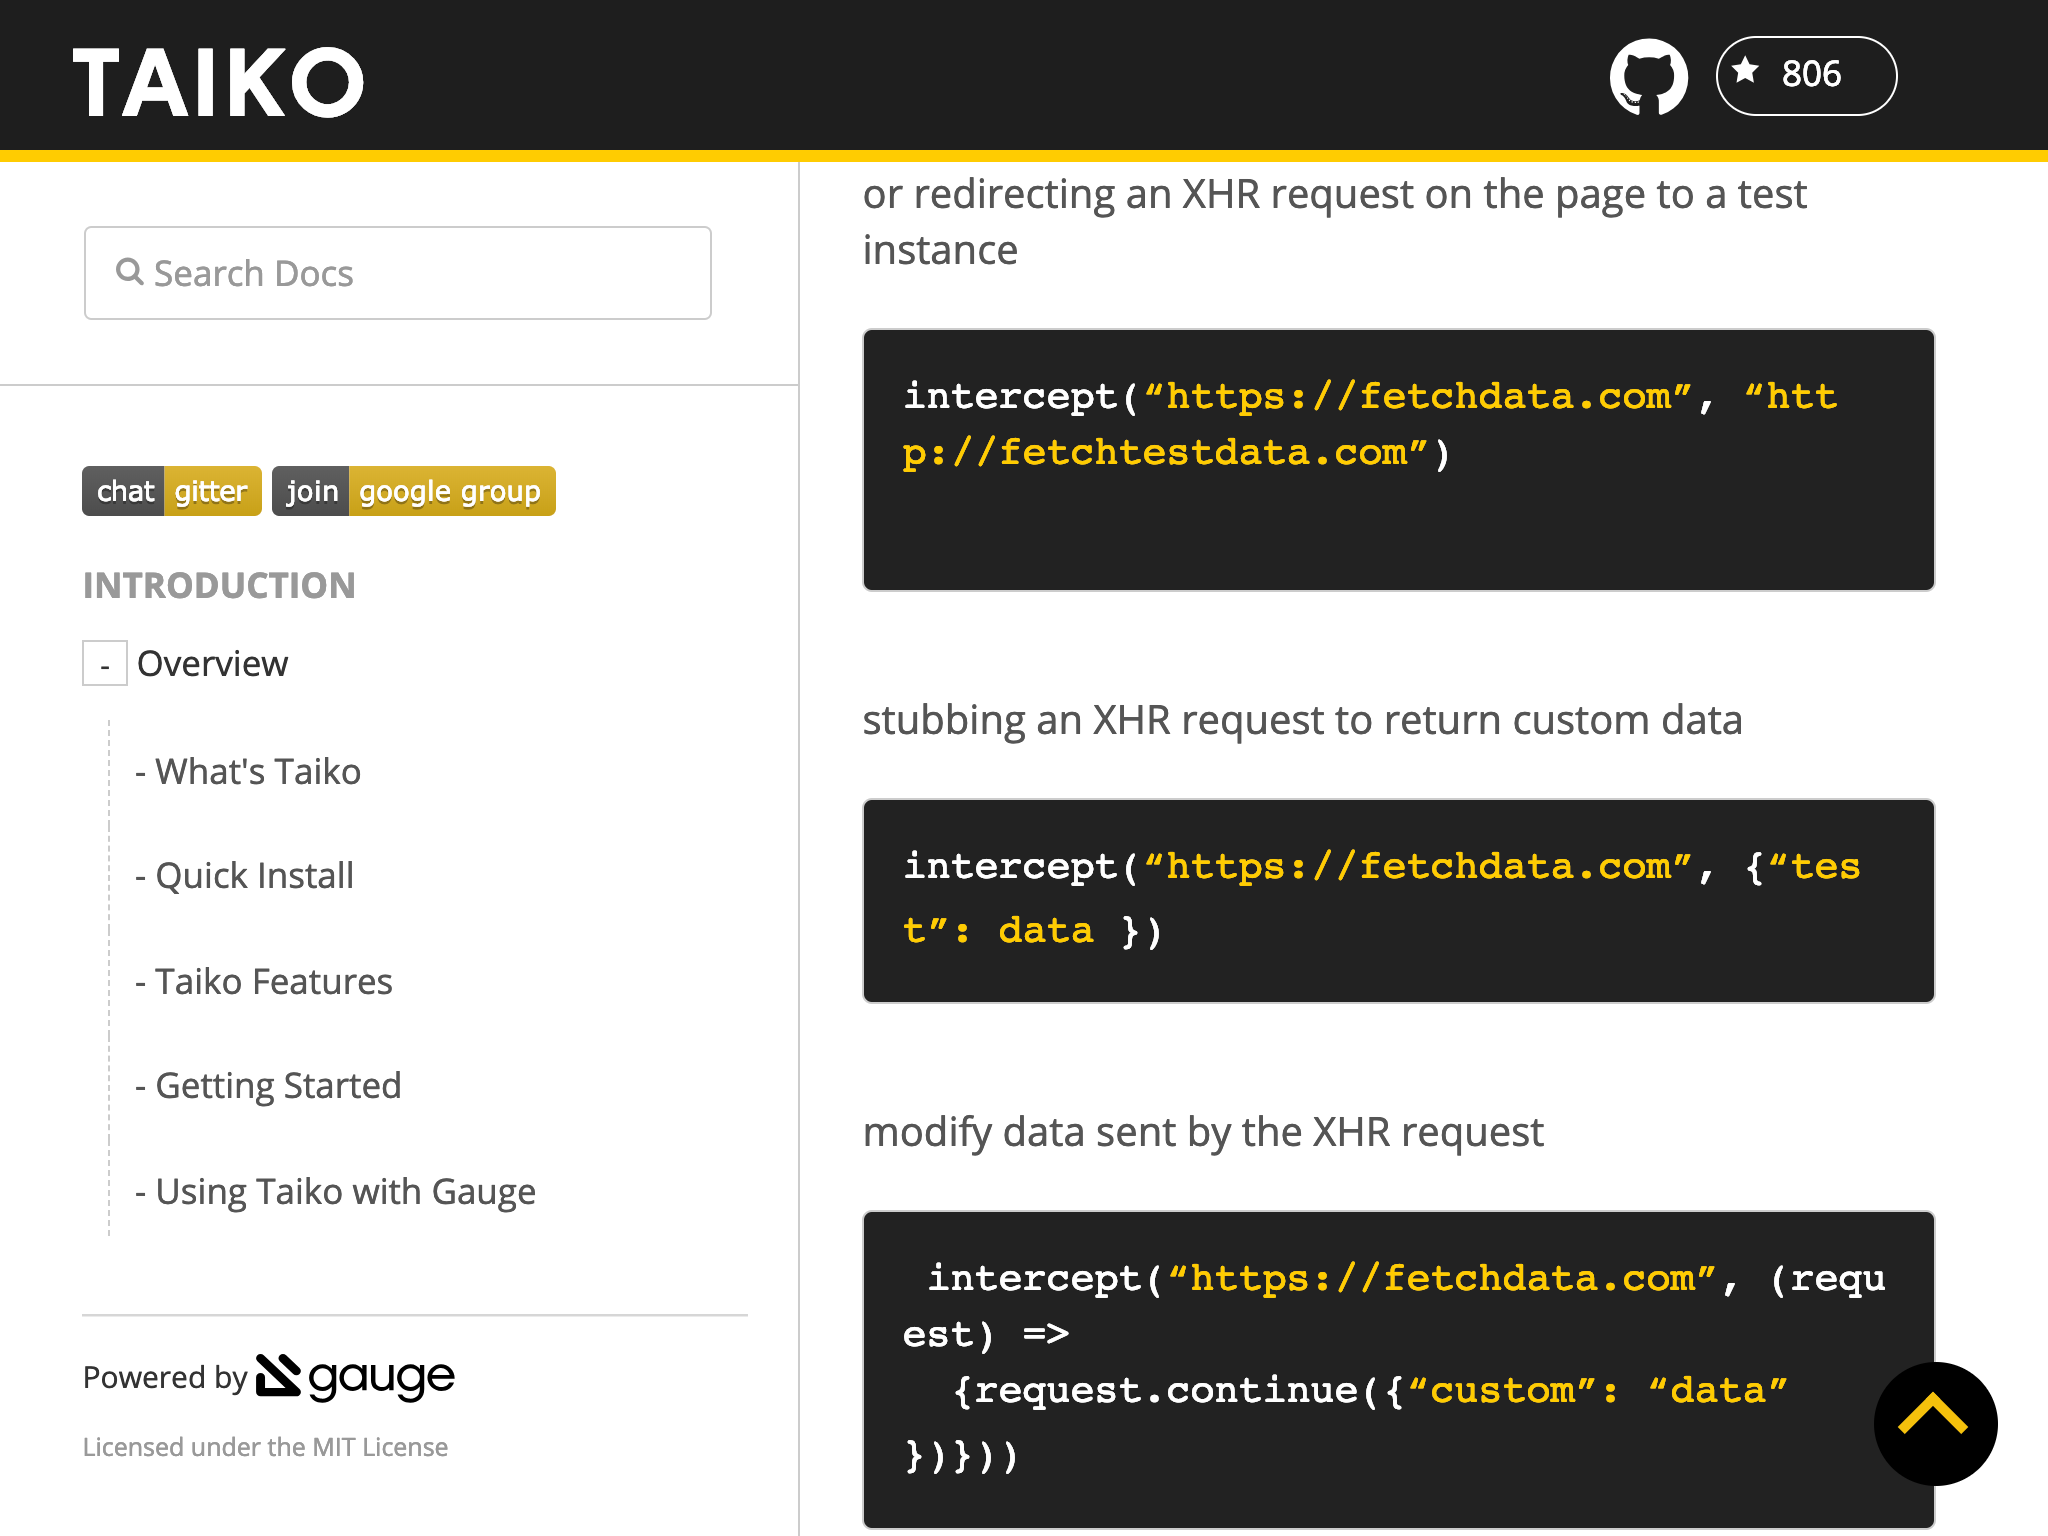 TAIKO
806
Search Docs
chat gitter join google group
INTRODUCTION
- Overview
- What's Taiko
- Quick Install
- Taiko Features
- Getting Started
- Using Taiko with Gauge
Powered by gauge
Licensed under the MIT License
or redirecting an XHR request on the page to a test
instance
intercept(“https://fetchdata.com”, “htt
p://fetchtestdata.com”)
stubbing an XHR request to return custom data
intercept(“https://fetchdata.com”, {“tes
t”: data })
modify data sent by the XHR request
intercept(“https://fetchdata.com”, (requ
est) =>
{request.continue({“custom”: “data”
})}))